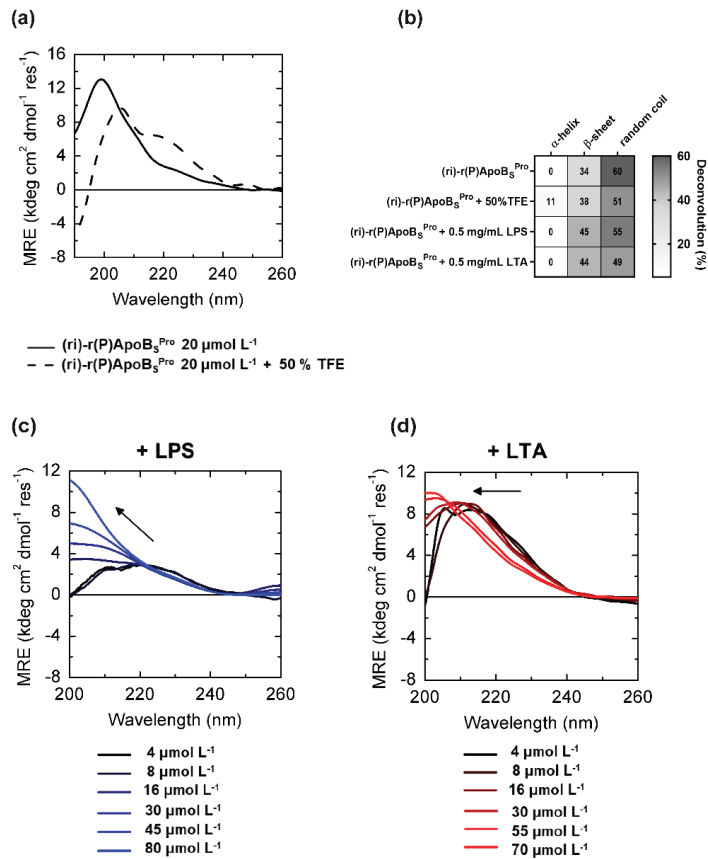 (a)
MRE (kdeg cm² dmol⁻¹ res⁻¹)
16
12
8
4
0
-4
-8
200 210 220 230 240 250 260
Wavelength (nm)
(ri)-r(P)ApoBₛᴾʳᵒ 20 µmol L⁻¹
(ri)-r(P)ApoBₛᴾʳᵒ 20 µmol L⁻¹ + 50 % TFE
(b)
α-helix
β-sheet
random coil
(ri)-r(P)ApoBₛᴾʳᵒ 0 34 60
(ri)-r(P)ApoBₛᴾʳᵒ + 50%TFE 11 38 51
(ri)-r(P)ApoBₛᴾʳᵒ + 0.5 mg/mL LPS 0 45 55
(ri)-r(P)ApoBₛᴾʳᵒ + 0.5 mg/mL LTA 0 44 49
60
40
20
Deconvolution (%)
(c)
+ LPS
MRE (kdeg cm² dmol⁻¹ res⁻¹)
12
8
4
0
-4
-8
200 220 240 260
Wavelength (nm)
4 µmol L⁻¹
8 µmol L⁻¹
16 µmol L⁻¹
30 µmol L⁻¹
45 µmol L⁻¹
80 µmol L⁻¹
(d)
+ LTA
MRE (kdeg cm² dmol⁻¹ res⁻¹)
12
8
4
0
-4
-8
200 220 240 260
Wavelength (nm)
4 µmol L⁻¹
8 µmol L⁻¹
16 µmol L⁻¹
30 µmol L⁻¹
55 µmol L⁻¹
70 µmol L⁻¹